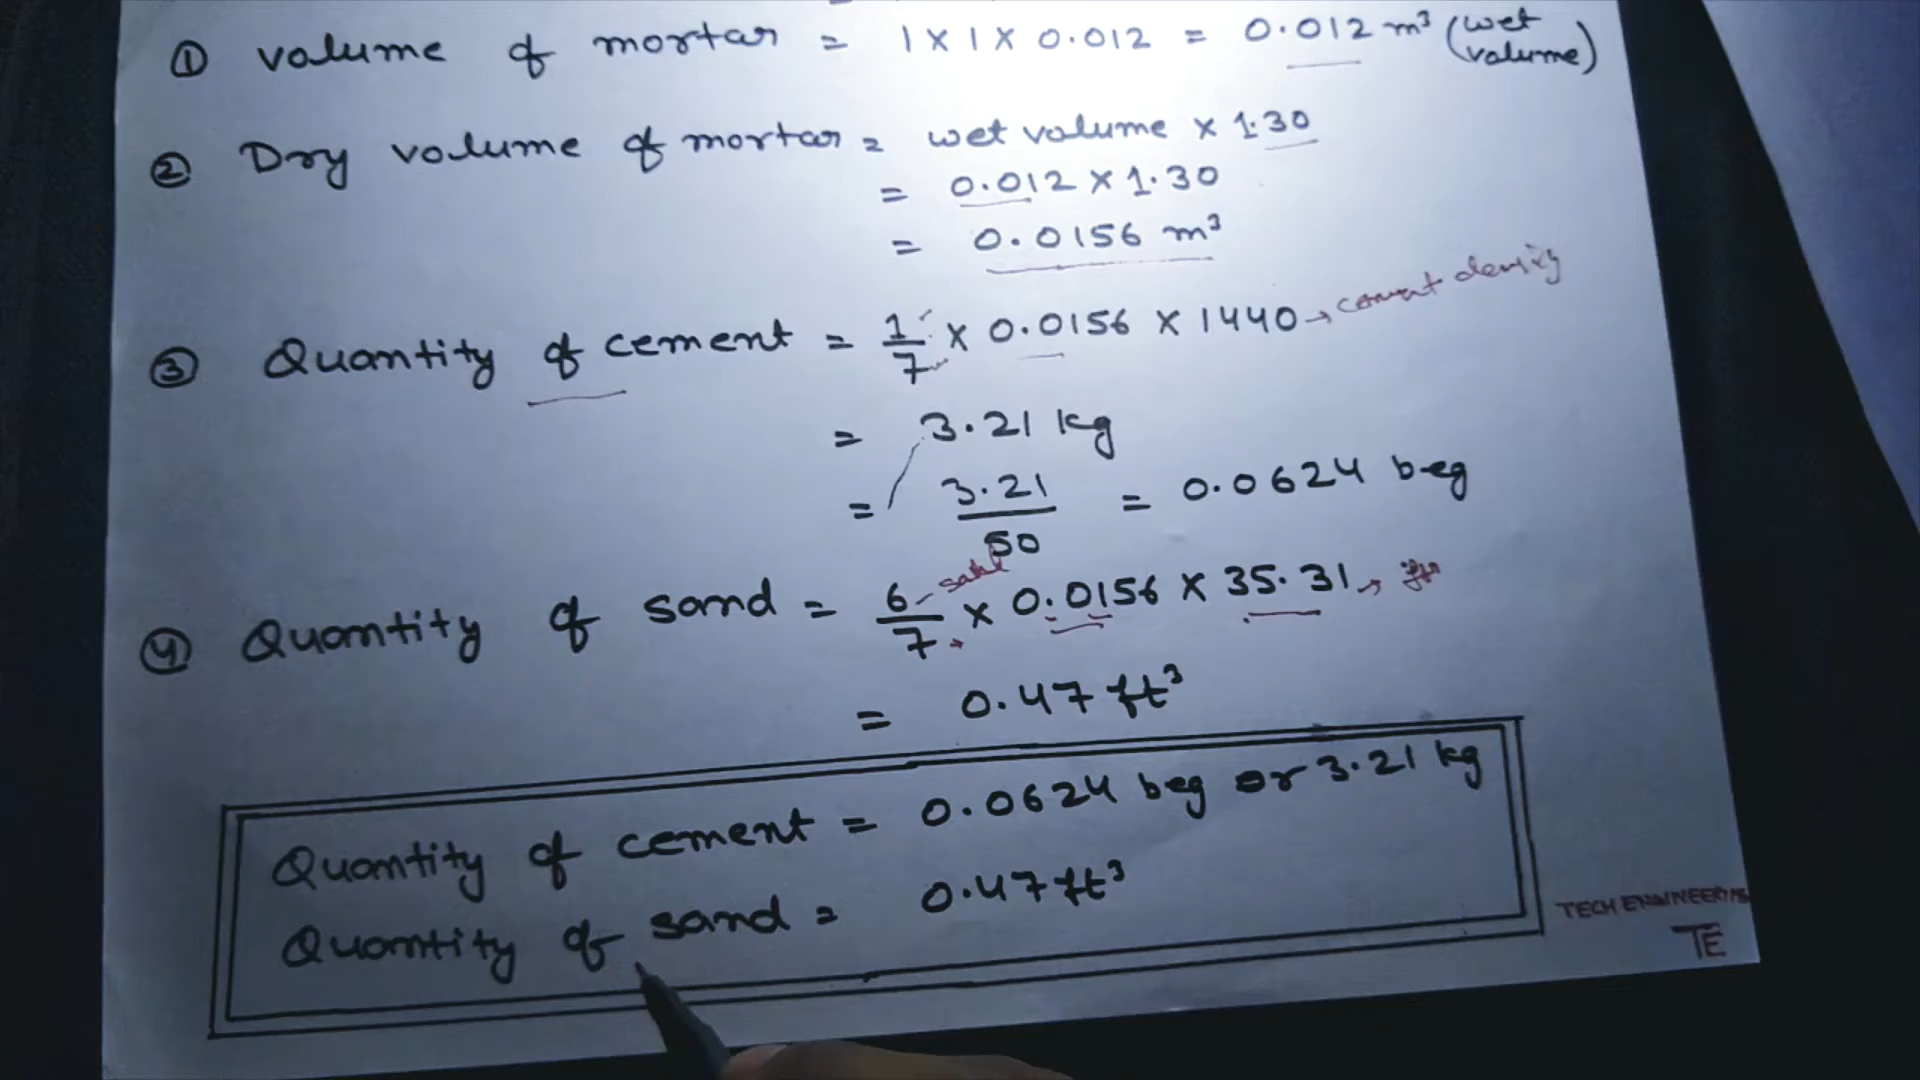 ① volume of mortar = 1 X 1 X 0.012 = 0.012 m³ (wet volume)
② Dry volume of mortar = wet volume X 1.30
= 0.012 X 1.30
= 0.0156 m³
③ Quantity of cement = 1/7 X 0.0156 X 1440 → cement density
= 3.21 kg
= 3.21/50 = 0.0624 beg
④ Quantity of sand = 6/7 X 0.0156 X 35.31 →
= 0.47 ft³
Quantity of cement = 0.0624 beg or 3.21 kg
Quantity of sand = 0.47 ft³
TE